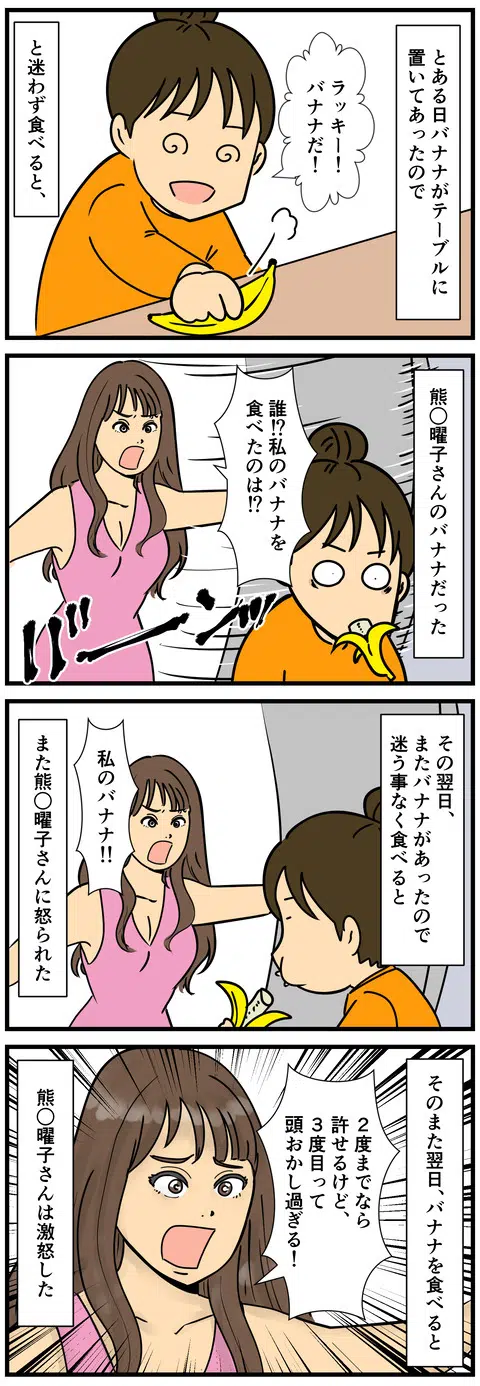 とある日バナナがテーブルに
置いてあったので
ラッキー！
バナナだ！
と迷わず食べると、
熊〇曜子さんのバナナだった
誰!?私のバナナを
食べたのは!?
バーンッ
その翌日、
またバナナがあったので
迷う事なく食べると
私のバナナ!!
また熊〇曜子さんに怒られた
そのまた翌日、バナナを食べると
２度までなら
許せるけど、
３度目って
頭おかし過ぎる！
熊〇曜子さんは激怒した